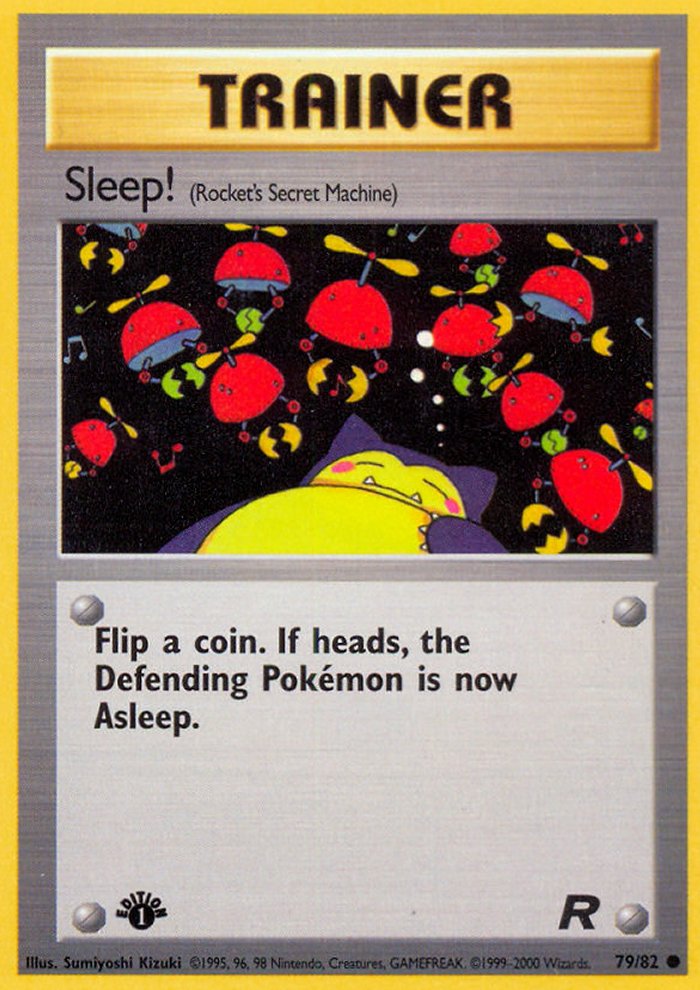 TRAINER
Sleep! (Rocket's Secret Machine)
Flip a coin. If heads, the
Defending Pokémon is now
Asleep.
EDITION
1
R
Illus. Sumiyoshi Kizuki ©1995, 96, 98 Nintendo, Creatures, GAMEFREAK. ©1999-2000 Wizards. 79/82